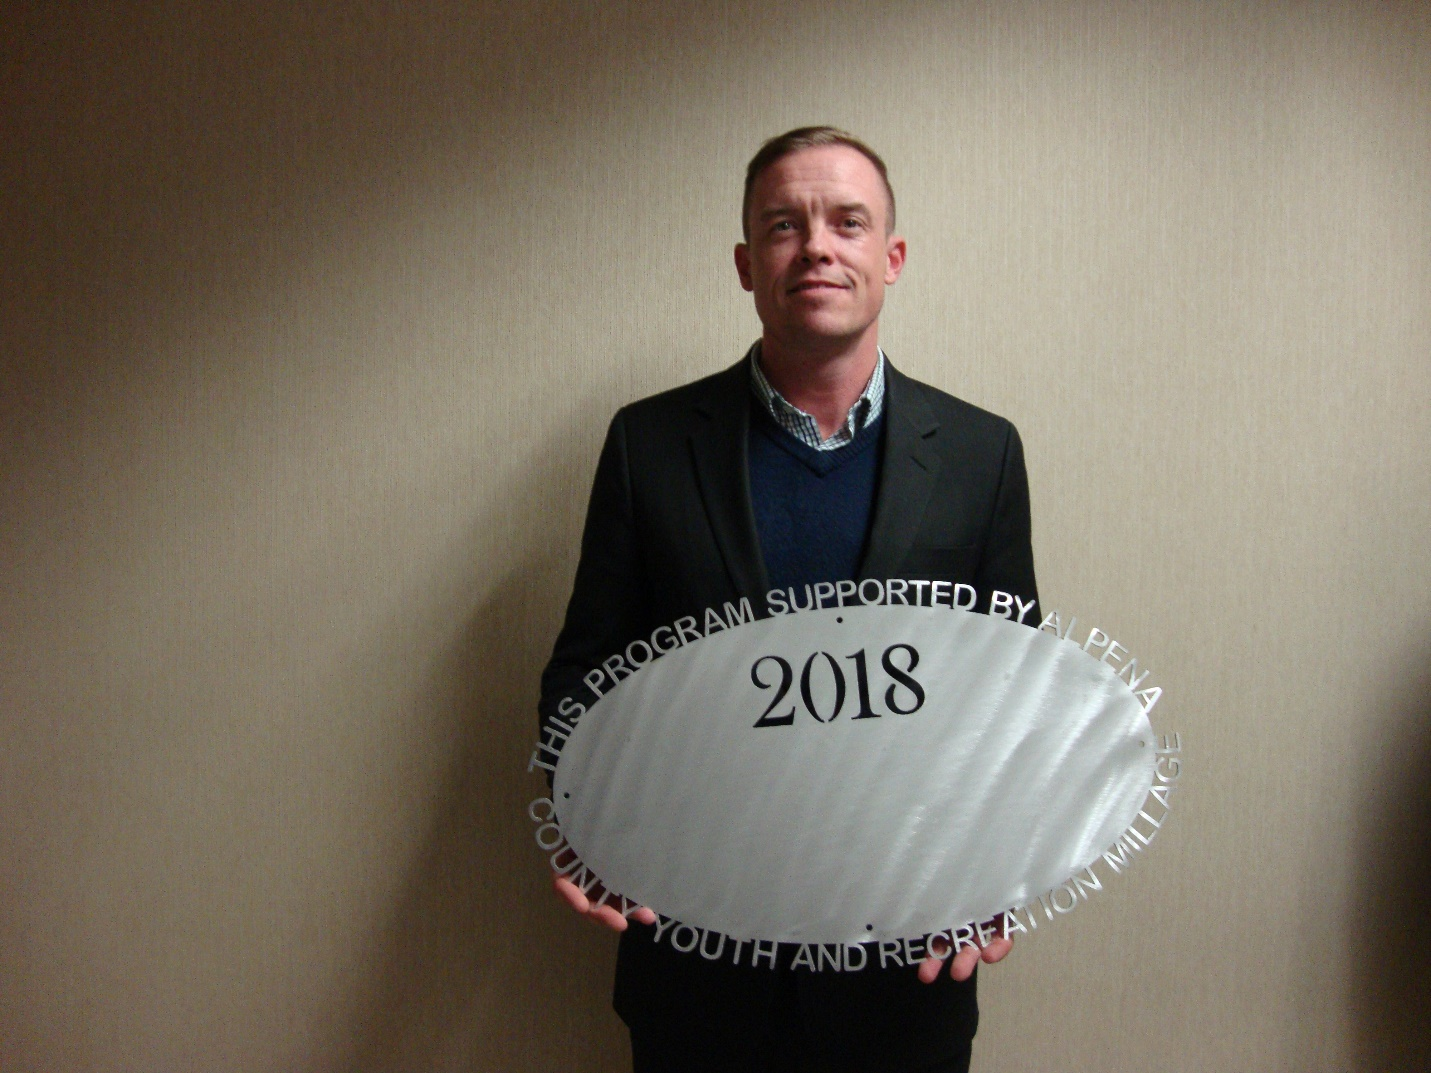 THIS PROGRAM SUPPORTED BY ALPENA
2018
COUNTY YOUTH AND RECREATION MILLAGE